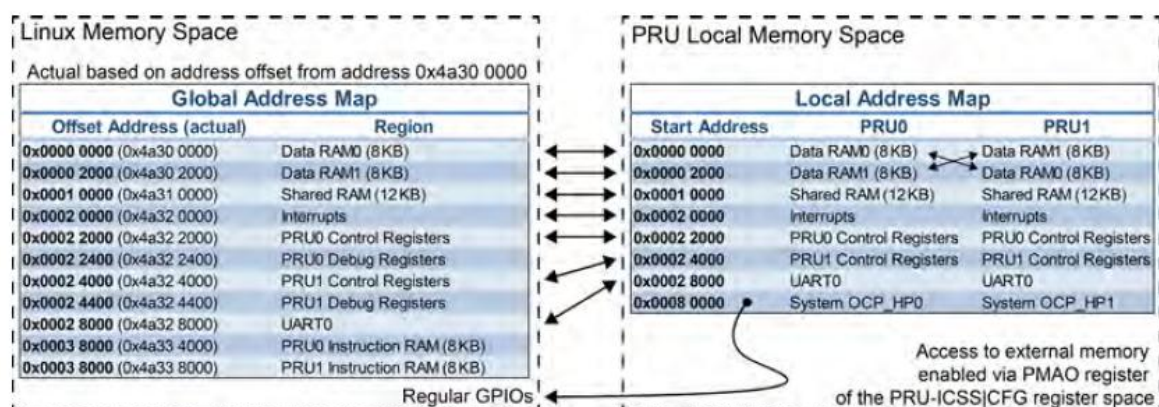 Linux Memory Space
Actual based on address offset from address 0x4a30 0000
Global Address Map
Offset Address (actual) Region
0x0000 0000 (0x4a30 0000) Data RAM0 (8KB)
0x0000 2000 (0x4a30 2000) Data RAM1 (8KB)
0x0001 0000 (0x4a31 0000) Shared RAM (12KB)
0x0002 0000 (0x4a32 0000) Interrupts
0x0002 2000 (0x4a32 2000) PRU0 Control Registers
0x0002 2400 (0x4a32 2400) PRU0 Debug Registers
0x0002 4000 (0x4a32 4000) PRU1 Control Registers
0x0002 4400 (0x4a32 4400) PRU1 Debug Registers
0x0002 8000 (0x4a32 8000) UART0
0x0003 8000 (0x4a33 4000) PRU0 Instruction RAM (8KB)
0x0003 8000 (0x4a33 8000) PRU1 Instruction RAM (8KB)
Regular GPIOs
PRU Local Memory Space
Local Address Map
Start Address PRU0 PRU1
0x0000 0000 Data RAM0 (8KB) Data RAM1 (8KB)
0x0000 2000 Data RAM1 (8KB) Data RAM0 (8KB)
0x0001 0000 Shared RAM (12KB) Shared RAM (12KB)
0x0002 0000 Interrupts Interrupts
0x0002 2000 PRU0 Control Registers PRU0 Control Registers
0x0002 4000 PRU1 Control Registers PRU1 Control Registers
0x0002 8000 UART0 UART0
0x0008 0000 System OCP_HP0 System OCP_HP1
Access to external memory
enabled via PMAO register
of the PRU-ICSS|CFG register space